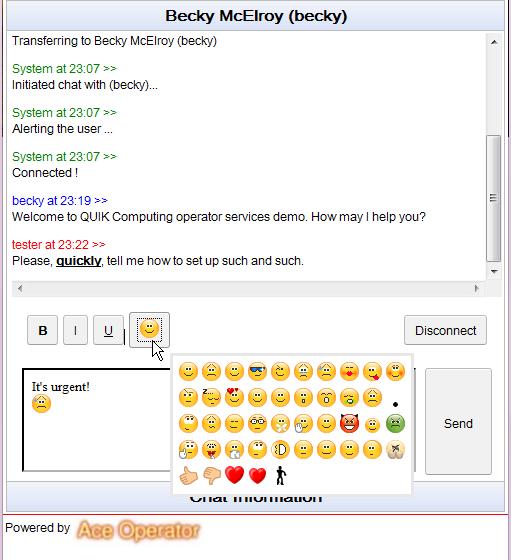 Becky McElroy (becky)
Transferring to Becky McElroy (becky)
System at 23:07 >>
Initiated chat with (becky)...
System at 23:07 >>
Alerting the user ...
System at 23:07 >>
Connected !
becky at 23:19 >>
Welcome to QUIK Computing operator services demo. How may I help you?
tester at 23:22 >>
Please, quickly, tell me how to set up such and such.
B I U Disconnect
It's urgent!
Send
Chat Information
Powered by Ace Operator